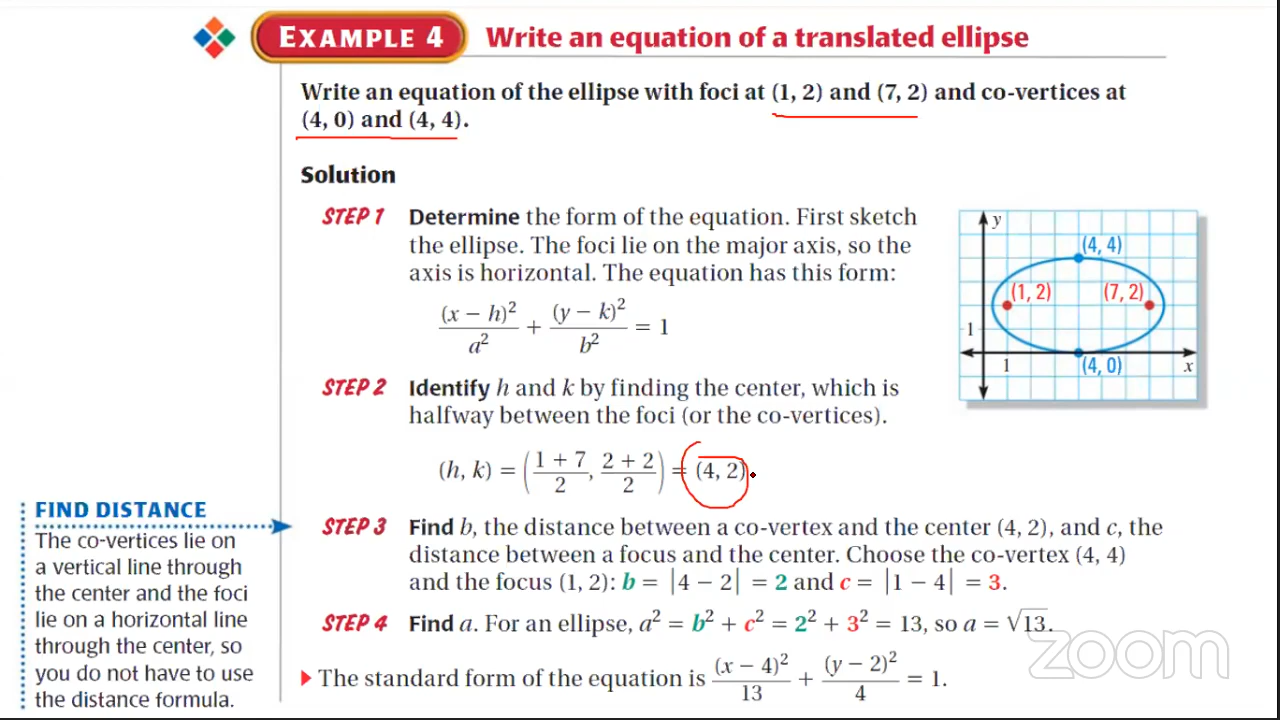 EXAMPLE 4 Write an equation of a translated ellipse
Write an equation of the ellipse with foci at (1, 2) and (7, 2) and co-vertices at
(4, 0) and (4, 4).
Solution
STEP 1 Determine the form of the equation. First sketch
the ellipse. The foci lie on the major axis, so the
axis is horizontal. The equation has this form:
(x − h)²/a² + (y − k)²/b² = 1
y
(4, 4)
(1, 2) (7, 2)
1
1 (4, 0) x
STEP 2 Identify h and k by finding the center, which is
halfway between the foci (or the co-vertices).
(h, k) = ((1 + 7)/2, (2 + 2)/2) = (4, 2).
FIND DISTANCE
The co-vertices lie on
a vertical line through
the center and the foci
lie on a horizontal line
through the center, so
you do not have to use
the distance formula.
STEP 3 Find b, the distance between a co-vertex and the center (4, 2), and c, the
distance between a focus and the center. Choose the co-vertex (4, 4)
and the focus (1, 2): b = |4 − 2| = 2 and c = |1 − 4| = 3.
STEP 4 Find a. For an ellipse, a² = b² + c² = 2² + 3² = 13, so a = √13.
The standard form of the equation is (x − 4)²/13 + (y − 2)²/4 = 1.
zoom